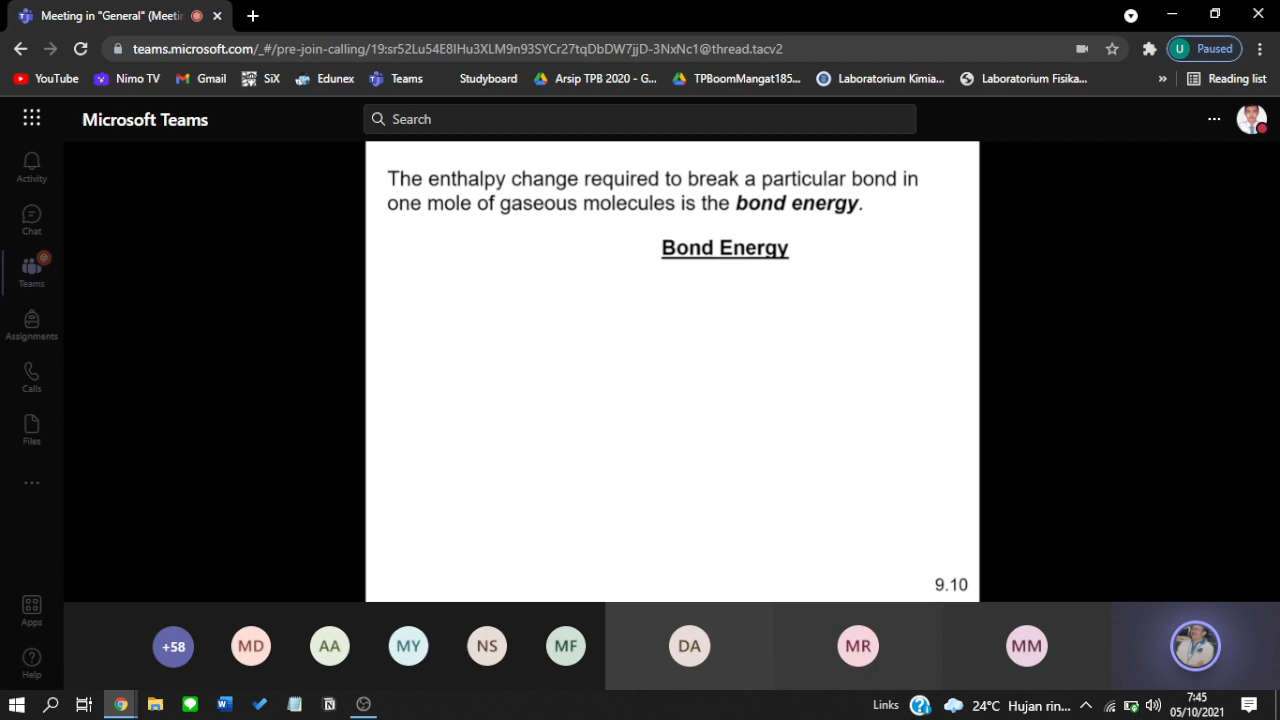 Meeting in "General" (Meetin
teams.microsoft.com/_#/pre-join-calling/19:sr52Lu54E8IHu3XLM9n93SYCr27tqDbDW7jjD-3NxNc1@thread.tacv2
U Paused
YouTube Nimo TV Gmail SIX Edunex Teams Studyboard Arsip TPB 2020 - G... TPBromMangat185... Laboratorium Kimia... Laboratorium Fisika... » Reading list
Microsoft Teams
Search
Activity
Chat
Teams
Assignments
Calls
Files
Apps
Help
The enthalpy change required to break a particular bond in
one mole of gaseous molecules is the bond energy.
Bond Energy
9.10
+58 MD AA MY NS MF DA MR MM
Links 24°C Hujan rin... 7:45
05/10/2021